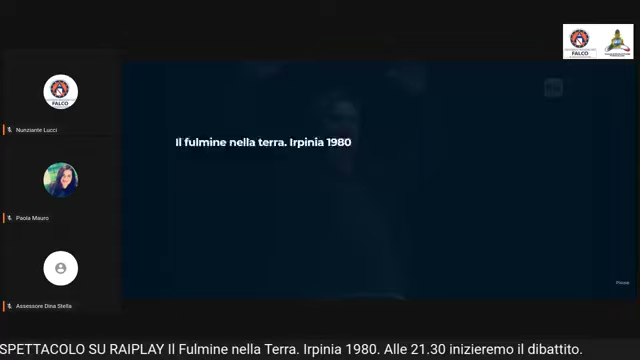 FALCO
FALCO
Nunziante Lucci
Il fulmine nella terra. Irpinia 1980
Paola Mauro
Assessore Dina Stella
SPETTACOLO SU RAIPLAY Il Fulmine nella Terra. Irpinia 1980. Alle 21.30 inizieremo il dibattito.